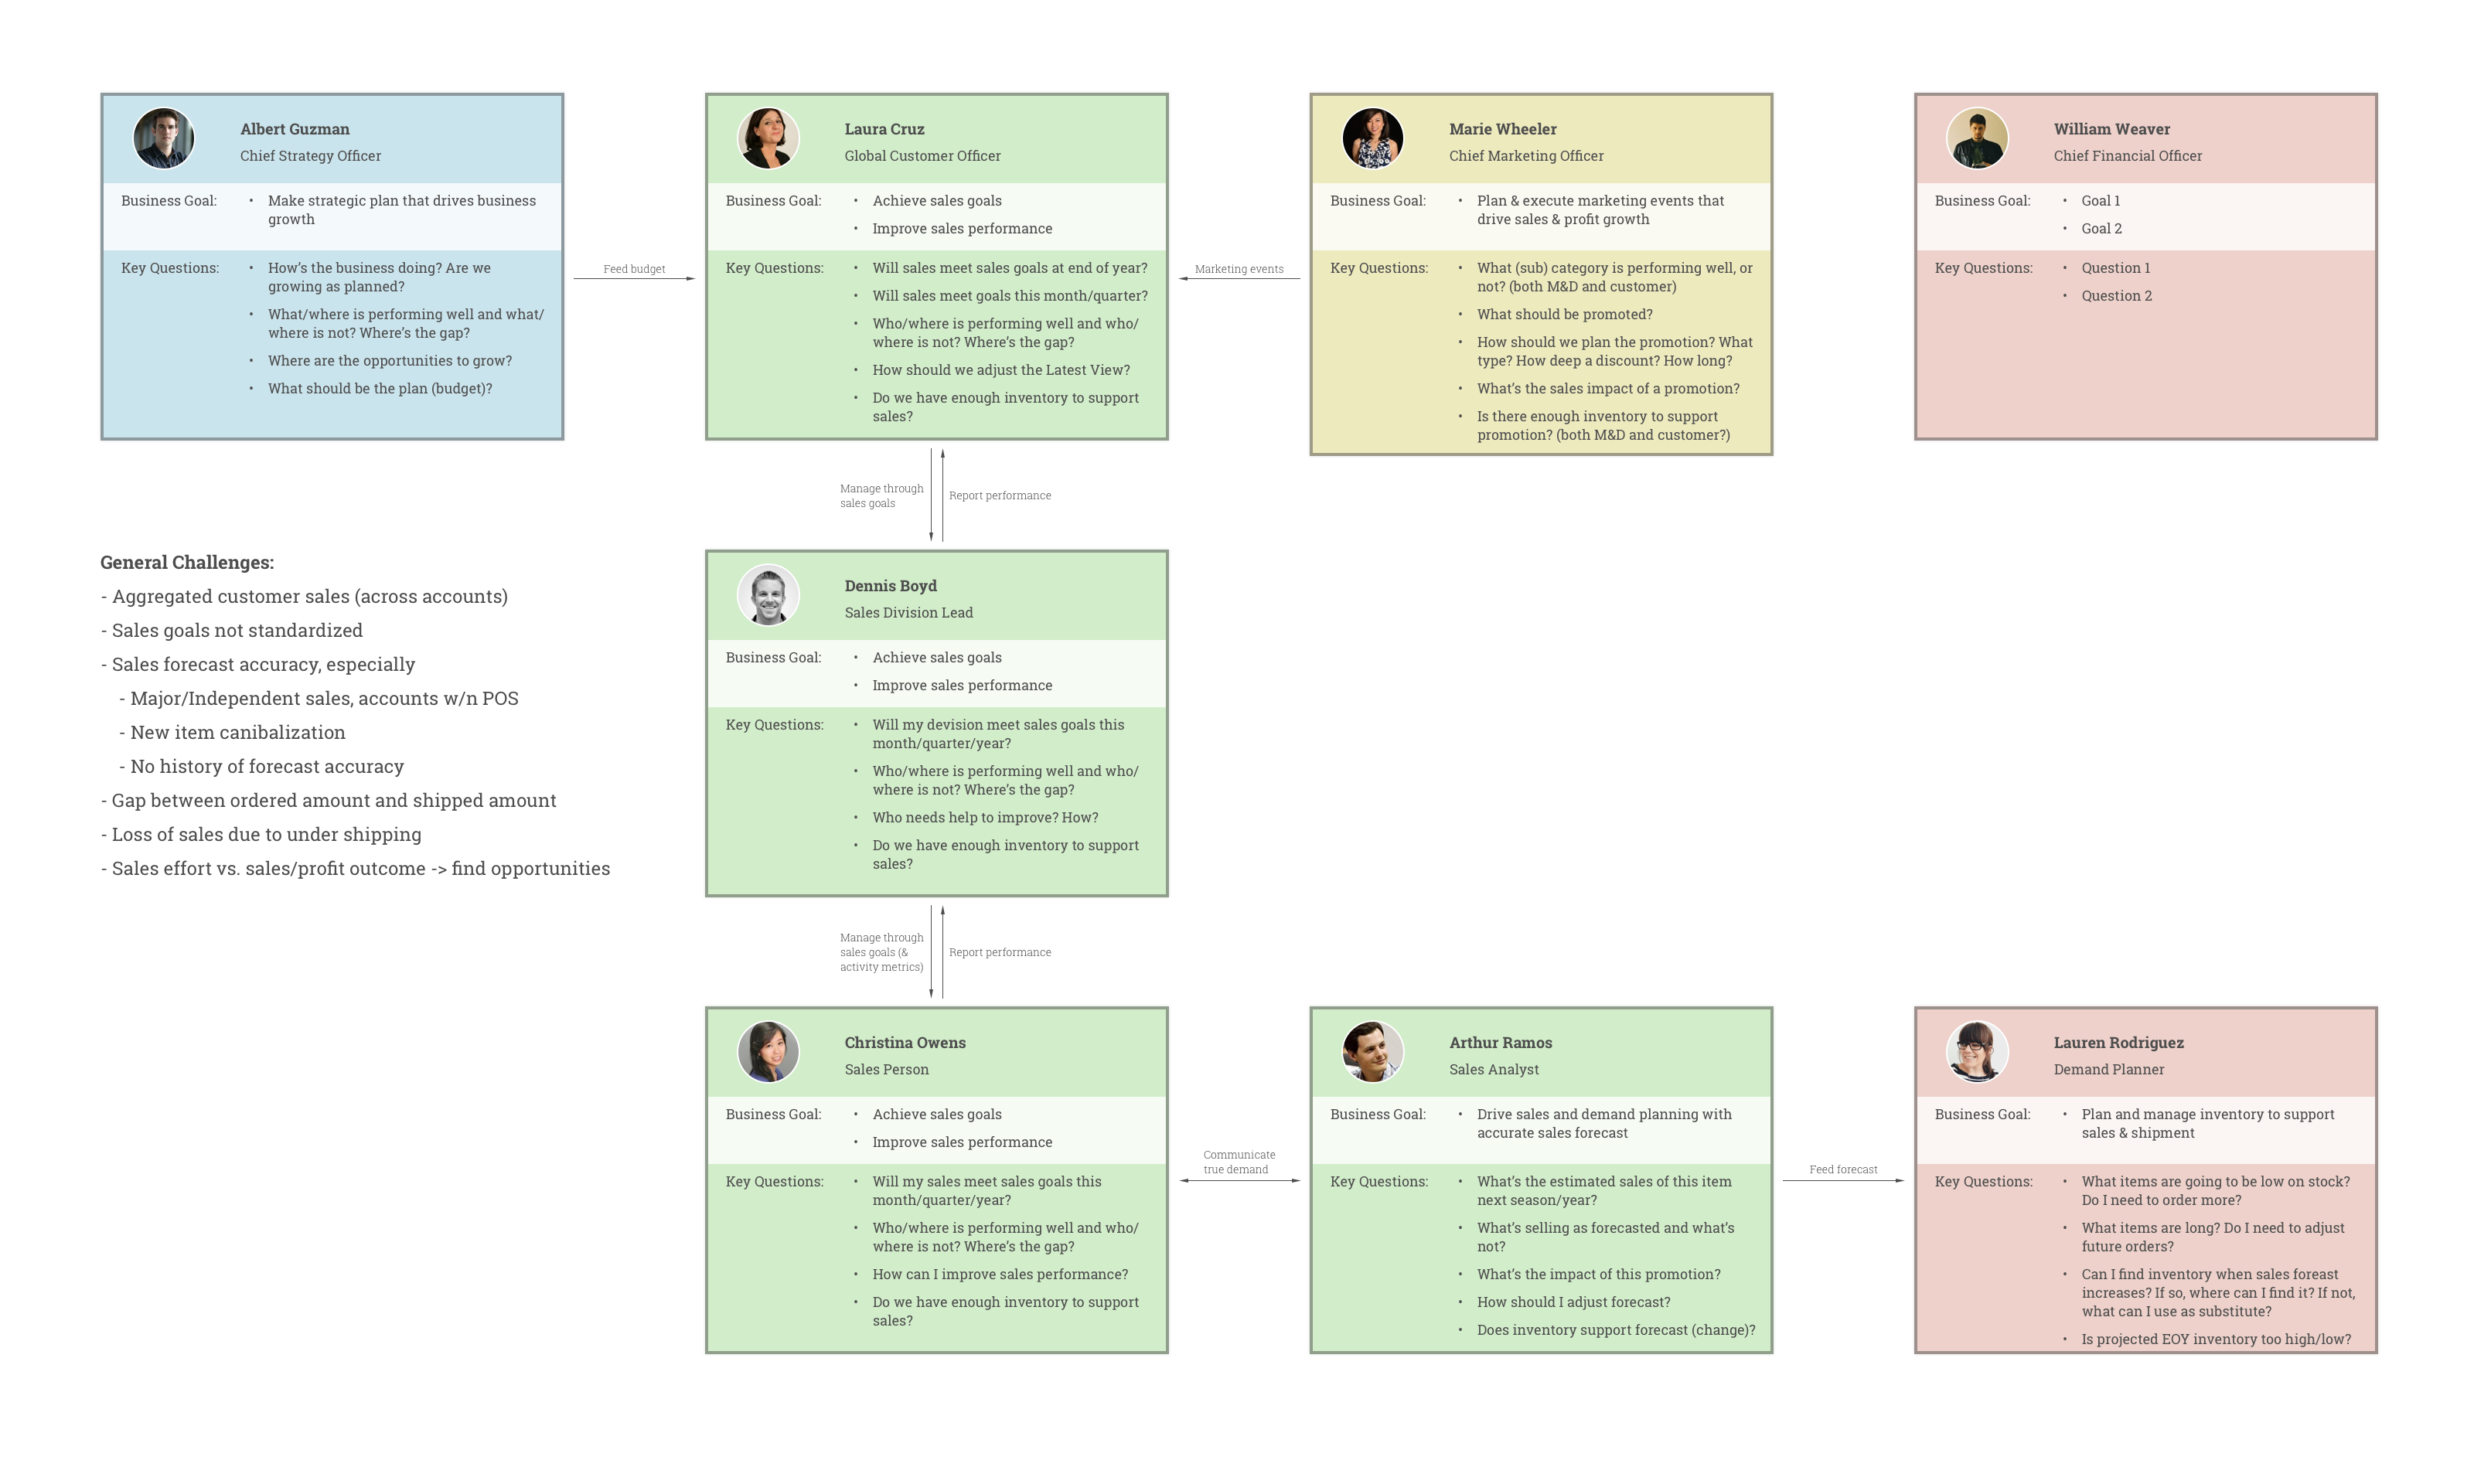 Albert Guzman
Chief Strategy Officer
Business Goal:
• Make strategic plan that drives business
growth
Key Questions:
• How’s the business doing? Are we
growing as planned?
• What/where is performing well and what/
where is not? Where’s the gap?
• Where are the opportunities to grow?
• What should be the plan (budget)?
Feed budget
Laura Cruz
Global Customer Officer
Business Goal:
• Achieve sales goals
• Improve sales performance
Key Questions:
• Will sales meet sales goals at end of year?
• Will sales meet goals this month/quarter?
• Who/where is performing well and who/
where is not? Where’s the gap?
• How should we adjust the Latest View?
• Do we have enough inventory to support
sales?
Marketing events
Marie Wheeler
Chief Marketing Officer
Business Goal:
• Plan & execute marketing events that
drive sales & profit growth
Key Questions:
• What (sub) category is performing well, or
not? (both M&D and customer)
• What should be promoted?
• How should we plan the promotion? What
type? How deep a discount? How long?
• What’s the sales impact of a promotion?
• Is there enough inventory to support
promotion? (both M&D and customer?)
William Weaver
Chief Financial Officer
Business Goal:
• Goal 1
• Goal 2
Key Questions:
• Question 1
• Question 2
Manage through
sales goals
Report performance
General Challenges:
- Aggregated customer sales (across accounts)
- Sales goals not standardized
- Sales forecast accuracy, especially
- Major/Independent sales, accounts w/n POS
- New item canibalization
- No history of forecast accuracy
- Gap between ordered amount and shipped amount
- Loss of sales due to under shipping
- Sales effort vs. sales/profit outcome -> find opportunities
Dennis Boyd
Sales Division Lead
Business Goal:
• Achieve sales goals
• Improve sales performance
Key Questions:
• Will my devision meet sales goals this
month/quarter/year?
• Who/where is performing well and who/
where is not? Where’s the gap?
• Who needs help to improve? How?
• Do we have enough inventory to support
sales?
Manage through
sales goals (&
activity metrics)
Report performance
Christina Owens
Sales Person
Business Goal:
• Achieve sales goals
• Improve sales performance
Key Questions:
• Will my sales meet sales goals this
month/quarter/year?
• Who/where is performing well and who/
where is not? Where’s the gap?
• How can I improve sales performance?
• Do we have enough inventory to support
sales?
Communicate
true demand
Arthur Ramos
Sales Analyst
Business Goal:
• Drive sales and demand planning with
accurate sales forecast
Key Questions:
• What’s the estimated sales of this item
next season/year?
• What’s selling as forecasted and what’s
not?
• What’s the impact of this promotion?
• How should I adjust forecast?
• Does inventory support forecast (change)?
Feed forecast
Lauren Rodriguez
Demand Planner
Business Goal:
• Plan and manage inventory to support
sales & shipment
Key Questions:
• What items are going to be low on stock?
Do I need to order more?
• What items are long? Do I need to adjust
future orders?
• Can I find inventory when sales foreast
increases? If so, where can I find it? If not,
what can I use as substitute?
• Is projected EOY inventory too high/low?